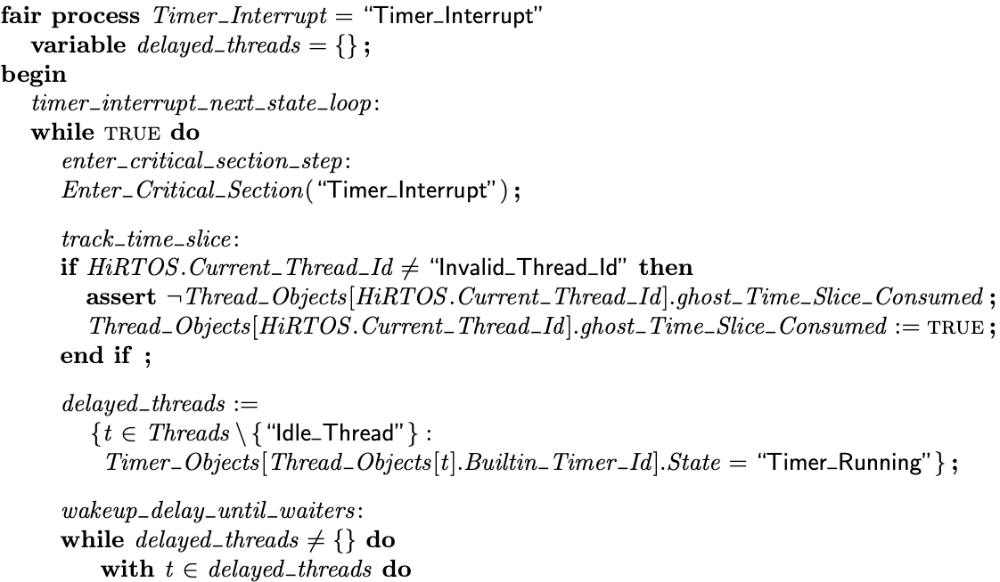 fair process Timer_Interrupt = “Timer_Interrupt”
variable delayed_threads = {} ;
begin
timer_interrupt_next_state_loop:
while TRUE do
enter_critical_section_step:
Enter_Critical_Section(“Timer_Interrupt”) ;
track_time_slice:
if HiRTOS.Current_Thread_Id ≠ “Invalid_Thread_Id” then
assert ¬Thread_Objects[HiRTOS.Current_Thread_Id].ghost_Time_Slice_Consumed ;
Thread_Objects[HiRTOS.Current_Thread_Id].ghost_Time_Slice_Consumed := TRUE ;
end if ;
delayed_threads :=
{t ∈ Threads \ {“Idle_Thread”} :
Timer_Objects[Thread_Objects[t].Builtin_Timer_Id].State = “Timer_Running”} ;
wakeup_delay_until_waiters:
while delayed_threads ≠ {} do
with t ∈ delayed_threads do